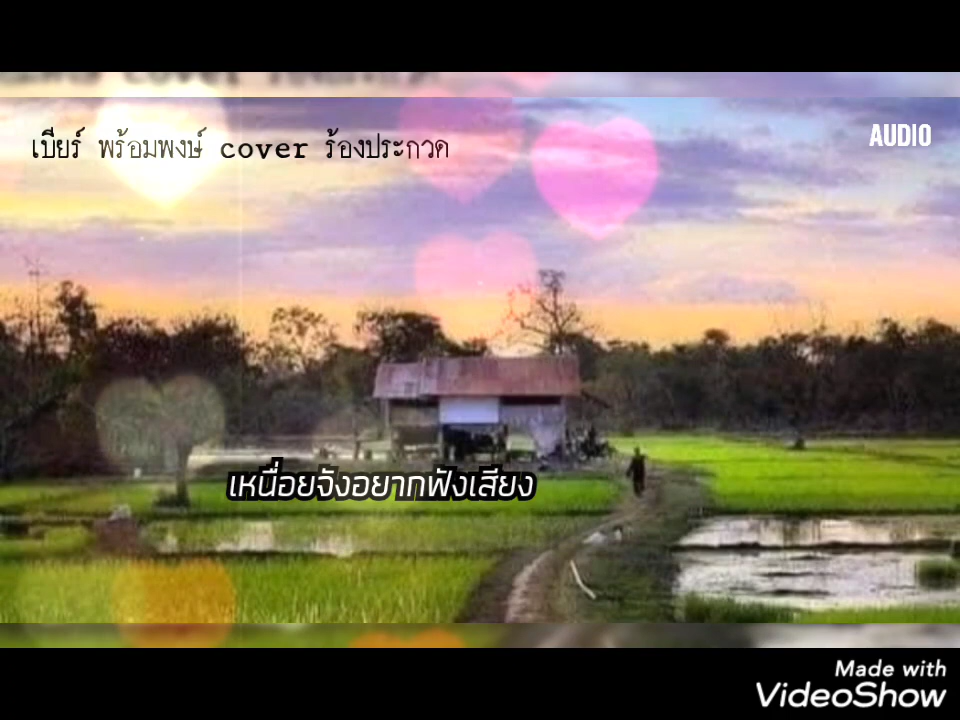 เบียร์ พร้อมพงษ์ cover ร้องประกวด
AUDIO
เหนื่อยจังอยากฟังเสียง
Made with
VideoShow